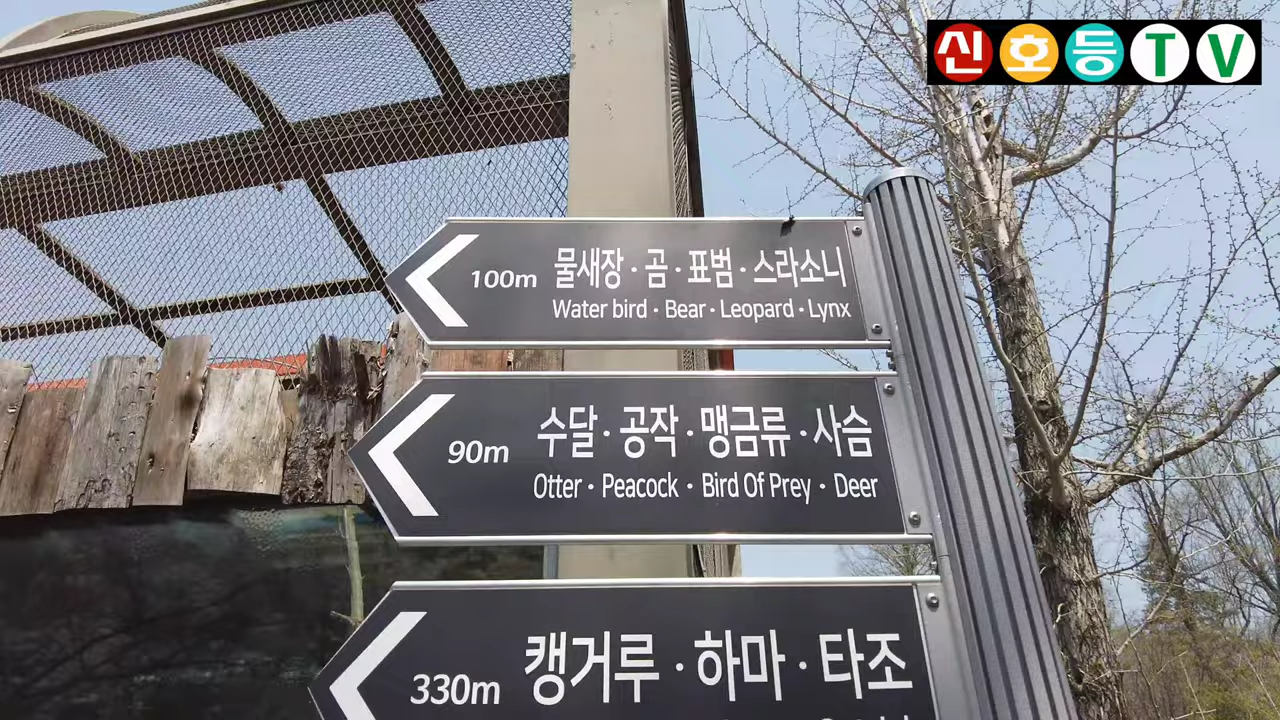 신호등TV
100m 물새장·곰·표범·스라소니
Water bird · Bear · Leopard · Lynx
90m 수달·공작·맹금류·사슴
Otter · Peacock · Bird Of Prey · Deer
330m 캥거루·하마·타조